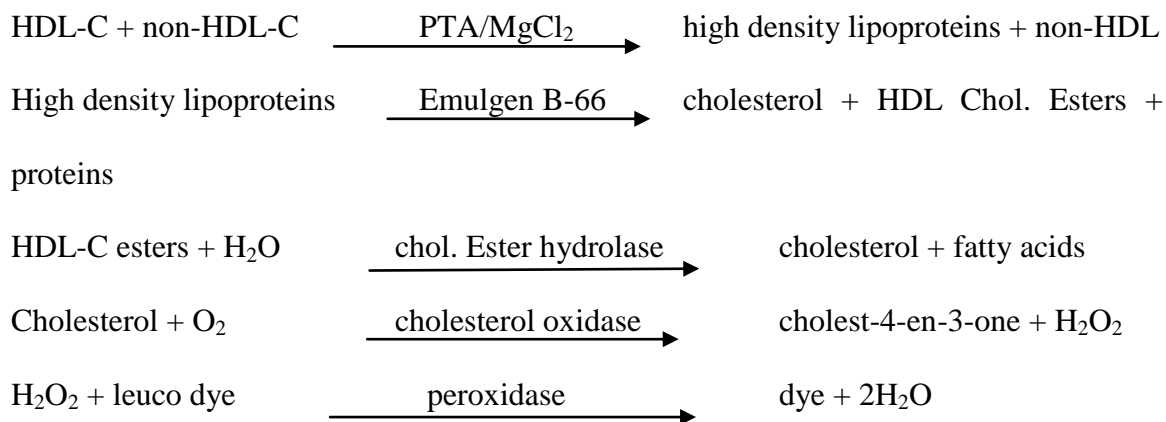 HDL-C + non-HDL-C PTA/MgCl₂ high density lipoproteins + non-HDL
High density lipoproteins Emulgen B-66 cholesterol + HDL Chol. Esters +
proteins
HDL-C esters + H₂O chol. Ester hydrolase cholesterol + fatty acids
Cholesterol + O₂ cholesterol oxidase cholest-4-en-3-one + H₂O₂
H₂O₂ + leuco dye peroxidase dye + 2H₂O